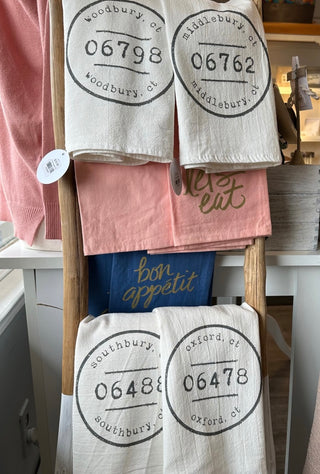 woodbury, ct
06798
woodbury, ct
middlebury, ct
06762
middlebury, ct
let's
eat
bon
appétit
southbury,
06488
southbury, ct
oxford, ct
06478
oxford, ct